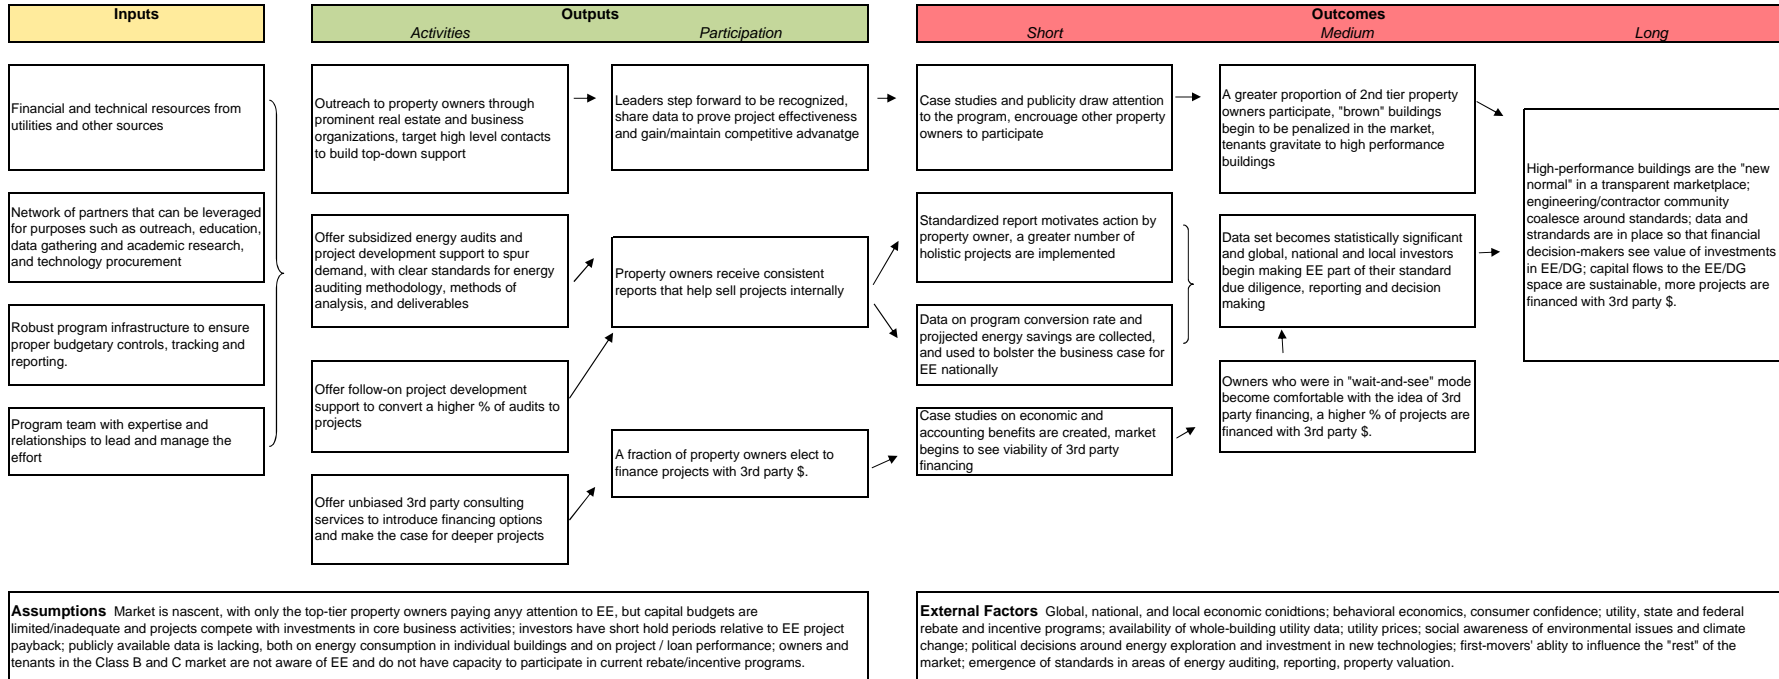 Inputs
Outputs
Activities
Participation
Outcomes
Short
Medium
Long
Financial and technical resources from
utilities and other sources
Network of partners that can be leveraged
for purposes such as outreach, education,
data gathering and academic research,
and technology procurement
Robust program infrastructure to ensure
proper budgetary controls, tracking and
reporting.
Program team with expertise and
relationships to lead and manage the
effort
Outreach to property owners through
prominent real estate and business
organizations, target high level contacts
to build top-down support
Offer subsidized energy audits and
project development support to spur
demand, with clear standards for energy
auditing methodology, methods of
analysis, and deliverables
Offer follow-on project development
support to convert a higher % of audits to
projects
Offer unbiased 3rd party consulting
services to introduce financing options
and make the case for deeper projects
Leaders step forward to be recognized,
share data to prove project effectiveness
and gain/maintain competitive advanatge
Property owners receive consistent
reports that help sell projects internally
A fraction of property owners elect to
finance projects with 3rd party $.
Case studies and publicity draw attention
to the program, encrouage other property
owners to participate
Standardized report motivates action by
property owner, a greater number of
holistic projects are implemented
Data on program conversion rate and
projjected energy savings are collected,
and used to bolster the business case for
EE nationally
Case studies on economic and
accounting benefits are created, market
begins to see viability of 3rd party
financing
A greater proportion of 2nd tier property
owners participate, "brown" buildings
begin to be penalized in the market,
tenants gravitate to high performance
buildings
Data set becomes statistically significant
and global, national and local investors
begin making EE part of their standard
due diligence, reporting and decision
making
Owners who were in "wait-and-see" mode
become comfortable with the idea of 3rd
party financing, a higher % of projects are
financed with 3rd party $.
High-performance buildings are the "new
normal" in a transparent marketplace;
engineering/contractor community
coalesce around standards; data and
strandards are in place so that financial
decision-makers see value of investments
in EE/DG; capital flows to the EE/DG
space are sustainable, more projects are
financed with 3rd party $.
Assumptions Market is nascent, with only the top-tier property owners paying anyy attention to EE, but capital budgets are
limited/inadequate and projects compete with investments in core business activities; investors have short hold periods relative to EE project
payback; publicly available data is lacking, both on energy consumption in individual buildings and on project / loan performance; owners and
tenants in the Class B and C market are not aware of EE and do not have capacity to participate in current rebate/incentive programs.
External Factors Global, national, and local economic conidtions; behavioral economics, consumer confidence; utility, state and federal
rebate and incentive programs; availability of whole-building utility data; utility prices; social awareness of environmental issues and climate
change; political decisions around energy exploration and investment in new technologies; first-movers' ablity to influence the "rest" of the
market; emergence of standards in areas of energy auditing, reporting, property valuation.